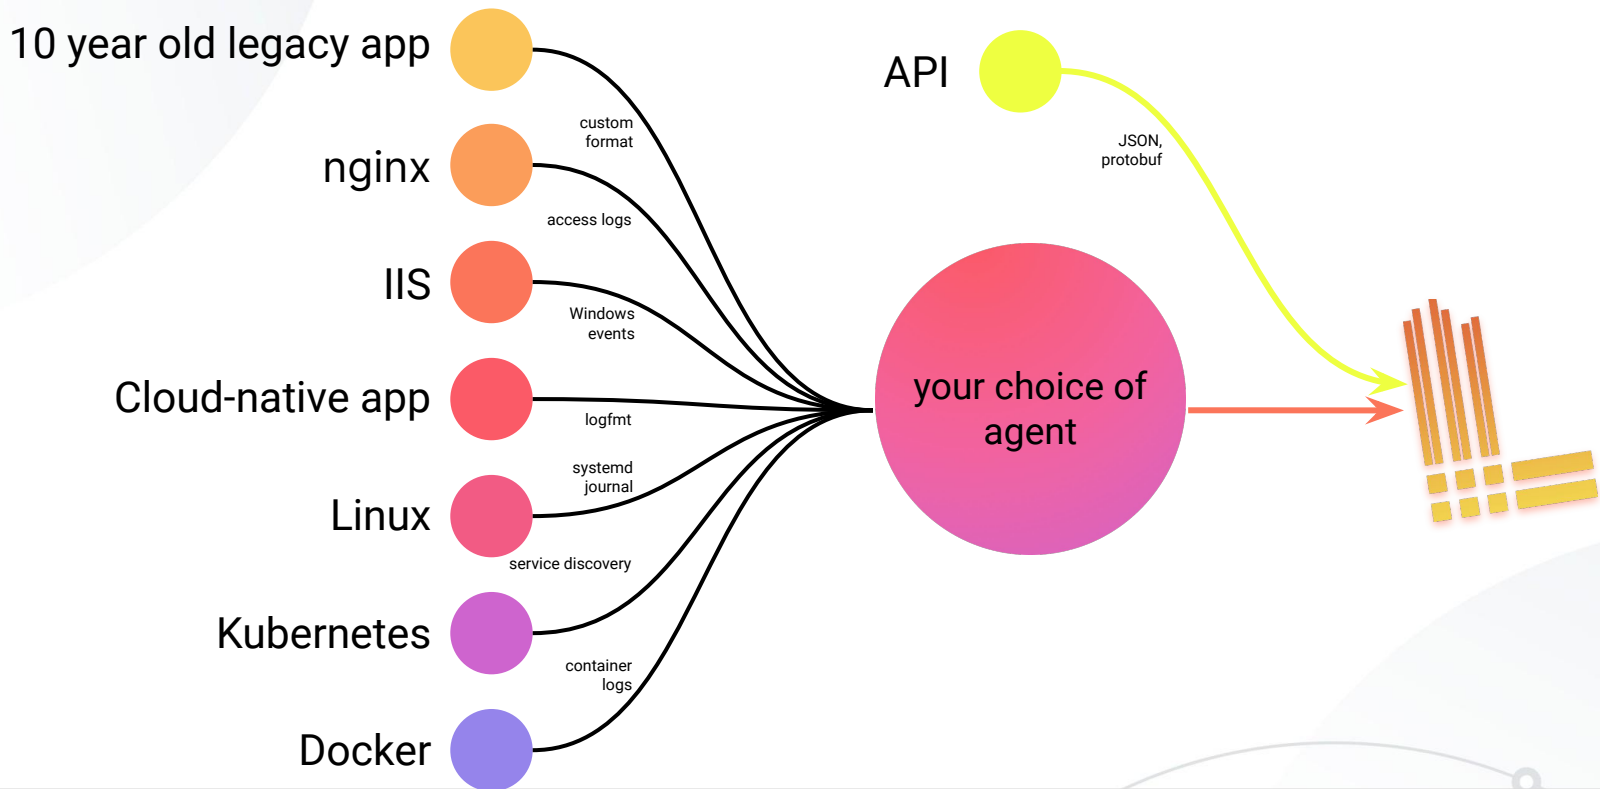 10 year old legacy app
custom
format
nginx
access logs
IIS
Windows
events
Cloud-native app
logfmt
systemd
journal
Linux
service discovery
Kubernetes
container
logs
Docker
API
JSON,
protobuf
your choice of
agent